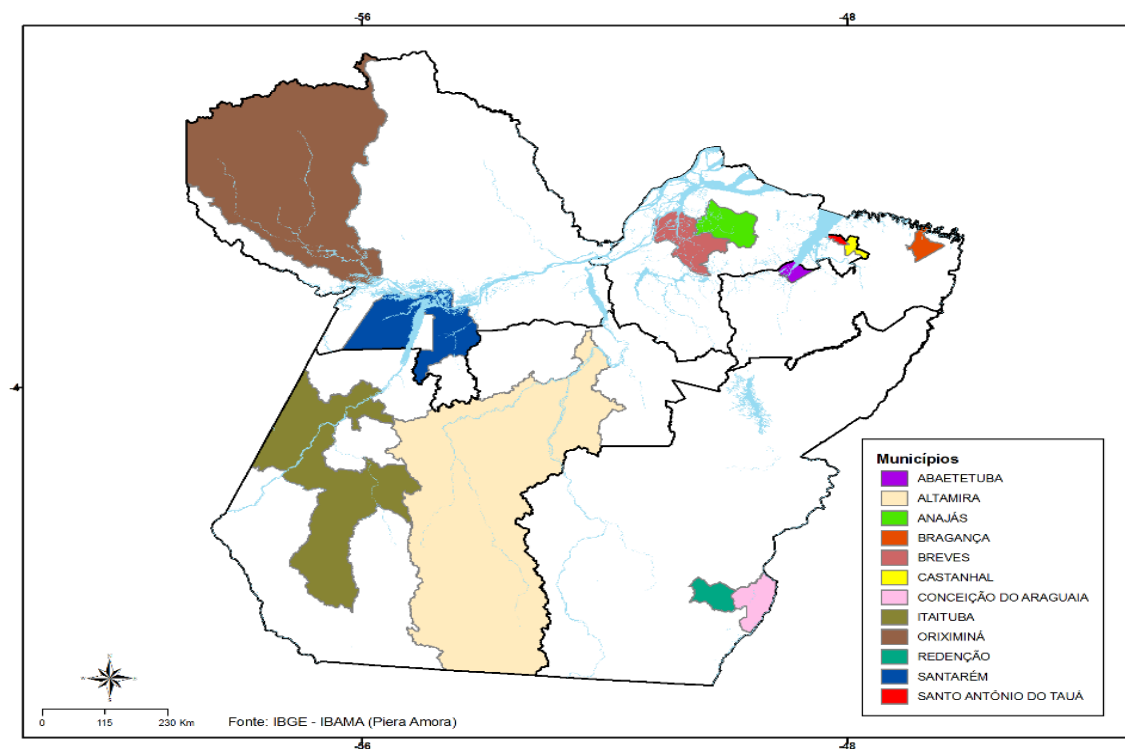 -56
-48
-4
Municípios
ABAETETUBA
ALTAMIRA
ANAJÁS
BRAGANÇA
BREVES
CASTANHAL
CONCEIÇÃO DO ARAGUAIA
ITAITUBA
ORIXIMINÁ
REDENÇÃO
SANTARÉM
SANTO ANTÔNIO DO TAUÁ
0
115
230 Km
Fonte: IBGE - IBAMA (Piera Amora)
-56
-48